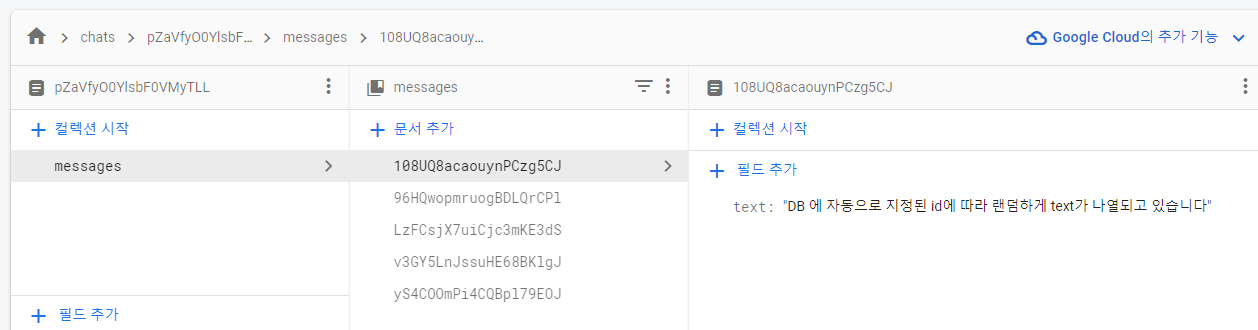 chats pZaVfyO0YlsbF... messages 108UQ8acaouy... Google Cloud의 추가 기능
pZaVfyO0YlsbF0VMyTLL messages 108UQ8acaouynPCzg5CJ
컬렉션 시작 문서 추가 컬렉션 시작
messages 108UQ8acaouynPCzg5CJ 필드 추가
96HQwopmruogBDLQrCPl
text: "DB 에 자동으로 지정된 id에 따라 랜덤하게 text가 나열되고 있습니다"
LzFCsjX7uiCjc3mKE3dS
v3GY5LnJssuHE68BKlgJ
yS4COOmPi4CQBpl79EOJ
필드 추가